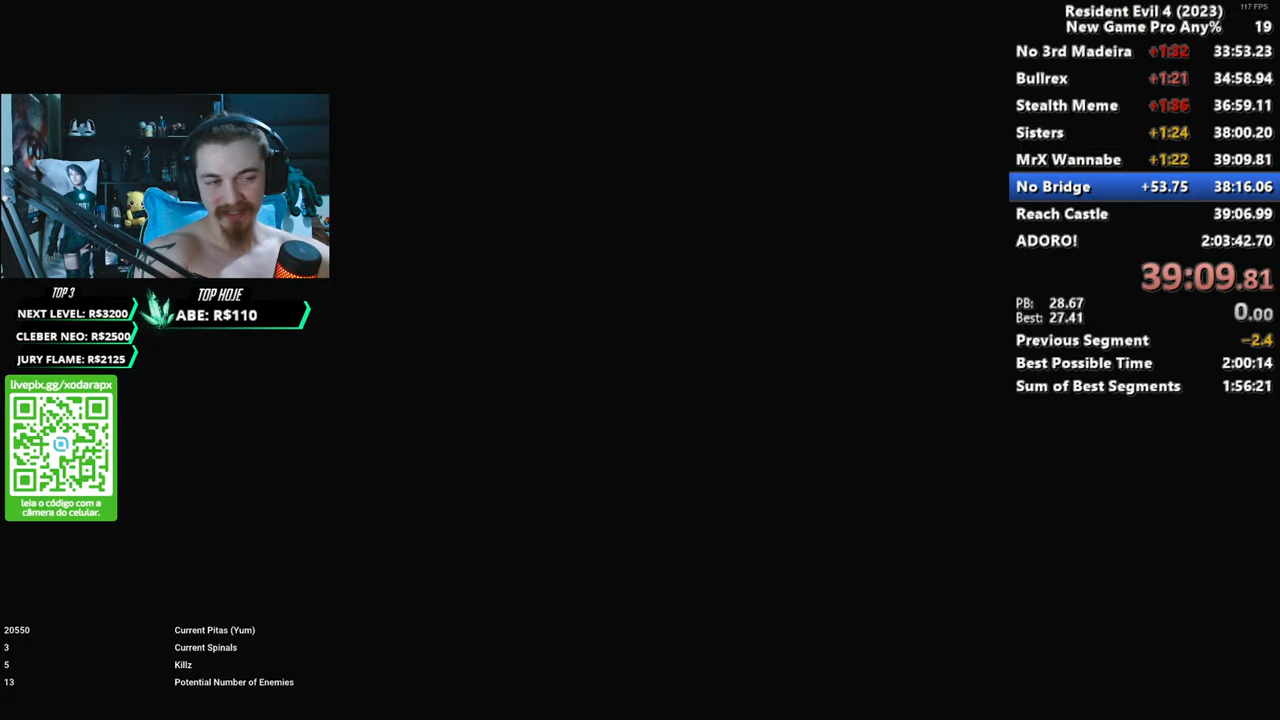 117 FPS
Resident Evil 4 (2023)
New Game Pro Any% 19
No 3rd Madeira +1:32 33:53.23
Bullrex +1:21 34:58.94
Stealth Meme +1:36 36:59.11
Sisters +1:24 38:00.20
MrX Wannabe +1:22 39:09.81
No Bridge +53.75 38:16.06
Reach Castle 39:06.99
ADORO! 2:03:42.70
39:09.81
PB: 28.67
Best: 27.41
0.00
Previous Segment −2.4
Best Possible Time 2:00:14
Sum of Best Segments 1:56:21
TOP 3
NEXT LEVEL: R$3200
CLEBER NEO: R$2500
JURY FLAME: R$2125
TOP HOJE
ABE: R$110
livepix.gg/xodarapx
leia o código com a
câmera do celular.
20550 Current Pitas (Yum)
3 Current Spinals
5 Killz
13 Potential Number of Enemies